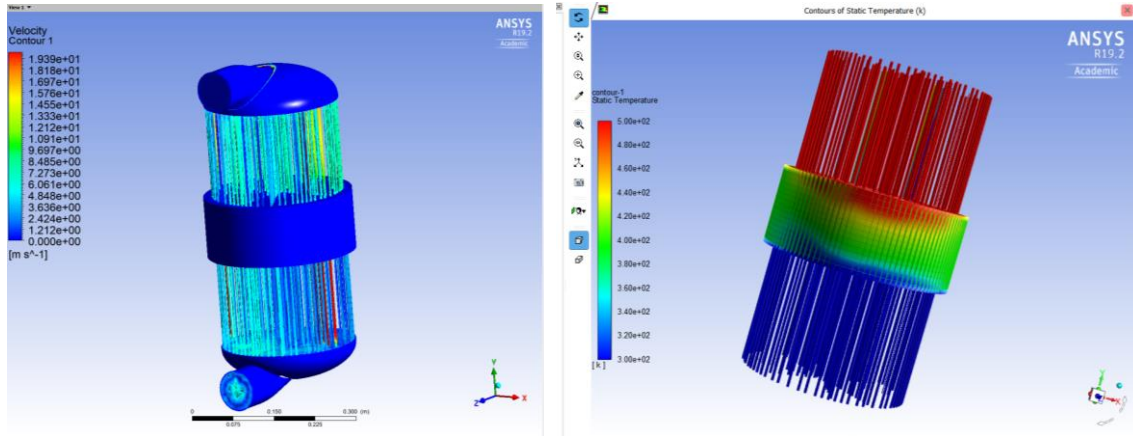 View 1
Velocity
Contour 1
1.939e+01
1.818e+01
1.697e+01
1.576e+01
1.455e+01
1.333e+01
1.212e+01
1.091e+01
9.697e+00
8.485e+00
7.273e+00
6.061e+00
4.848e+00
3.636e+00
2.424e+00
1.212e+00
0.000e+00
[m s^-1]
ANSYS
R19.2
Academic
Y
Z
X
0
0.150
0.300 (m)
0.075
0.225
Contours of Static Temperature (k)
ANSYS
R19.2
Academic
contour-1
Static Temperature
5.00e+02
4.80e+02
4.60e+02
4.40e+02
4.20e+02
4.00e+02
3.80e+02
3.60e+02
3.40e+02
3.20e+02
3.00e+02
[k]
Y
X